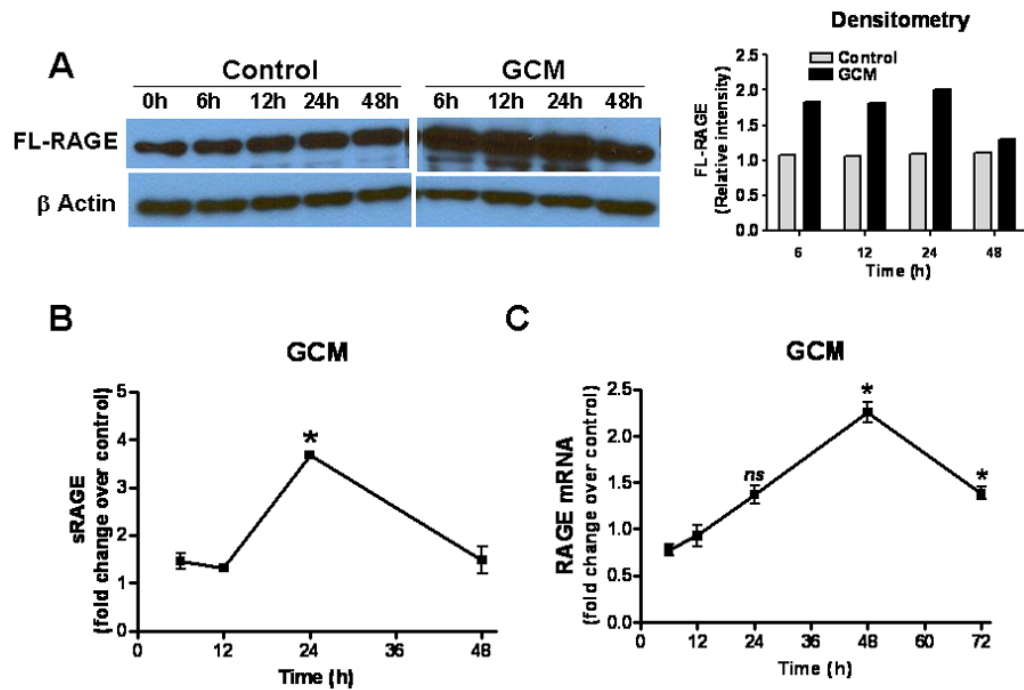 A
Control
GCM
0h 6h 12h 24h 48h
6h 12h 24h 48h
FL-RAGE
β Actin
Densitometry
Control
GCM
FL-RAGE
(Relative intensity)
2.5
2.0
1.5
1.0
0.5
0.0
6 12 24 48
Time (h)
B
GCM
sRAGE
(fold change over control)
5
4
3
2
1
0
*
0 12 24 36 48
Time (h)
C
GCM
RAGE mRNA
(fold change over control)
2.5
2.0
1.5
1.0
0.5
0.0
ns
*
*
0 12 24 36 48 60 72
Time (h)